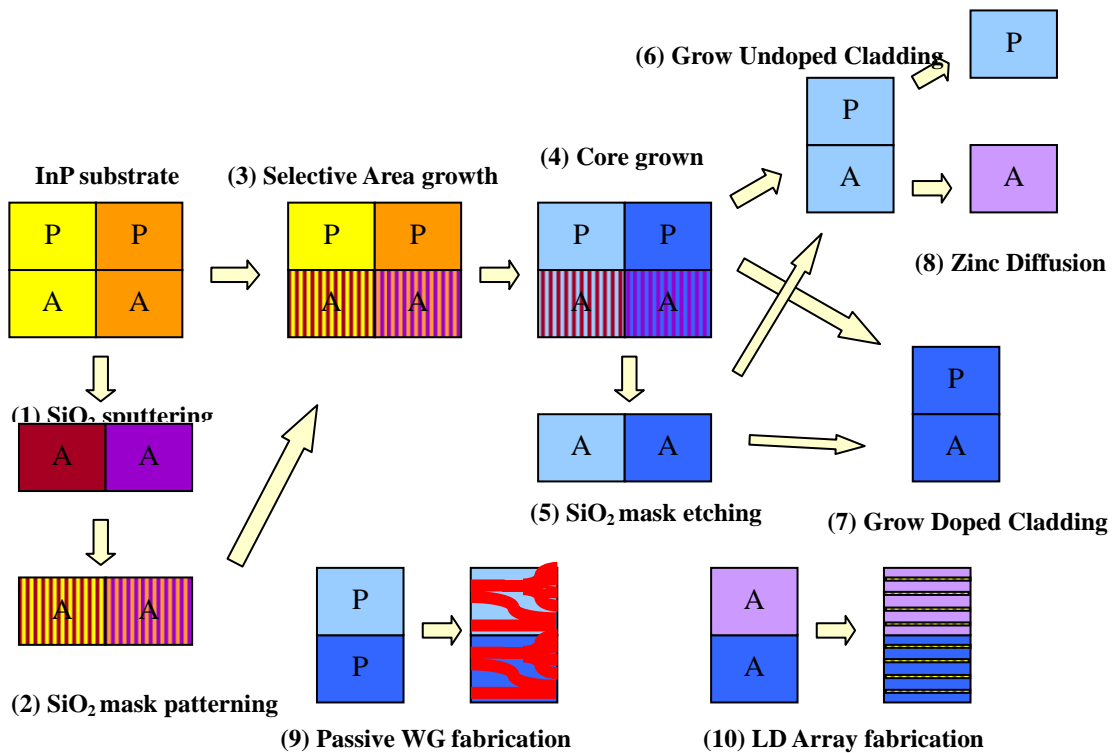 (6) Grow Undoped Cladding
P
P
A
A
(8) Zinc Diffusion
InP substrate
P P
A A
(3) Selective Area growth
P P
A A
(4) Core grown
P P
A A
(1) SiO₂ sputtering
A A
A A
(2) SiO₂ mask patterning
A A
(5) SiO₂ mask etching
P
A
(7) Grow Doped Cladding
P
P
(9) Passive WG fabrication
A
A
(10) LD Array fabrication